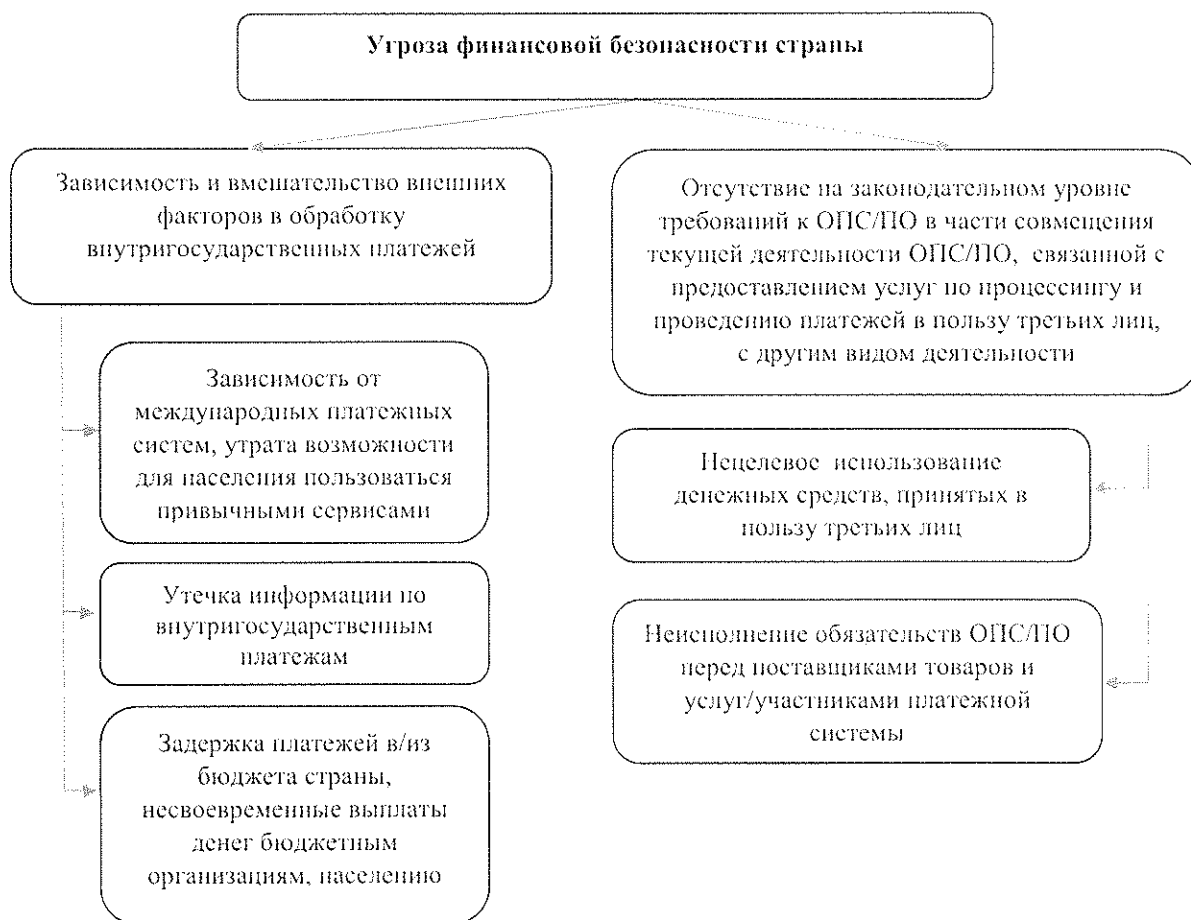 Угроза финансовой безопасности страны
Зависимость и вмешательство внешних
факторов в обработку
внутригосударственных платежей
Зависимость от
международных платежных
систем, утрата возможности
для населения пользоваться
привычными сервисами
Утечка информации по
внутригосударственным
платежам
Задержка платежей в/из
бюджета страны,
несвоевременные выплаты
денег бюджетным
организациям, населению
Отсутствие на законодательном уровне
требований к ОПС/ПО в части совмещения
текущей деятельности ОПС/ПО, связанной с
предоставлением услуг по процессингу и
проведению платежей в пользу третьих лиц,
с другим видом деятельности
Нецелевое использование
денежных средств, принятых в
пользу третьих лиц
Неисполнение обязательств ОПС/ПО
перед поставщиками товаров и
услуг/участниками платежной
системы